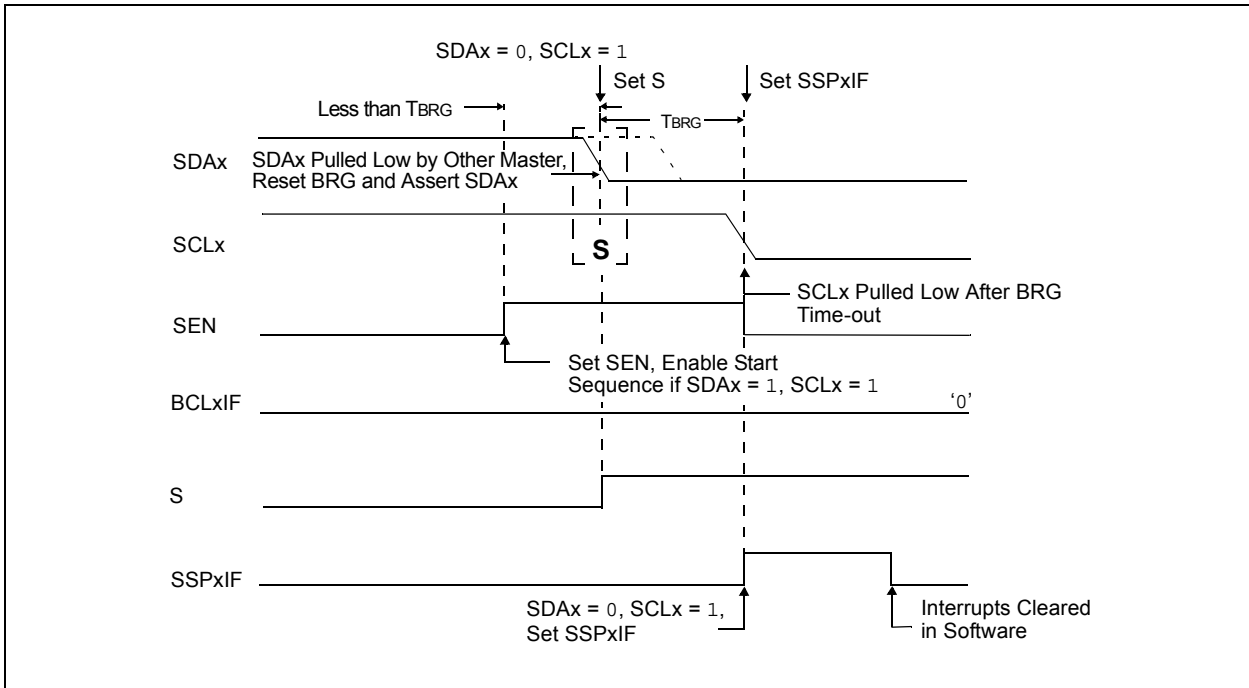 SDAx = 0, SCLx = 1
Set S
Set SSPxIF
Less than TBRG
TBRG
SDAx
SDAx Pulled Low by Other Master,
Reset BRG and Assert SDAx
SCLx
S
SCLx Pulled Low After BRG
Time-out
SEN
Set SEN, Enable Start
Sequence if SDAx = 1, SCLx = 1
BCLxIF
‘0’
S
SSPxIF
SDAx = 0, SCLx = 1,
Set SSPxIF
Interrupts Cleared
in Software